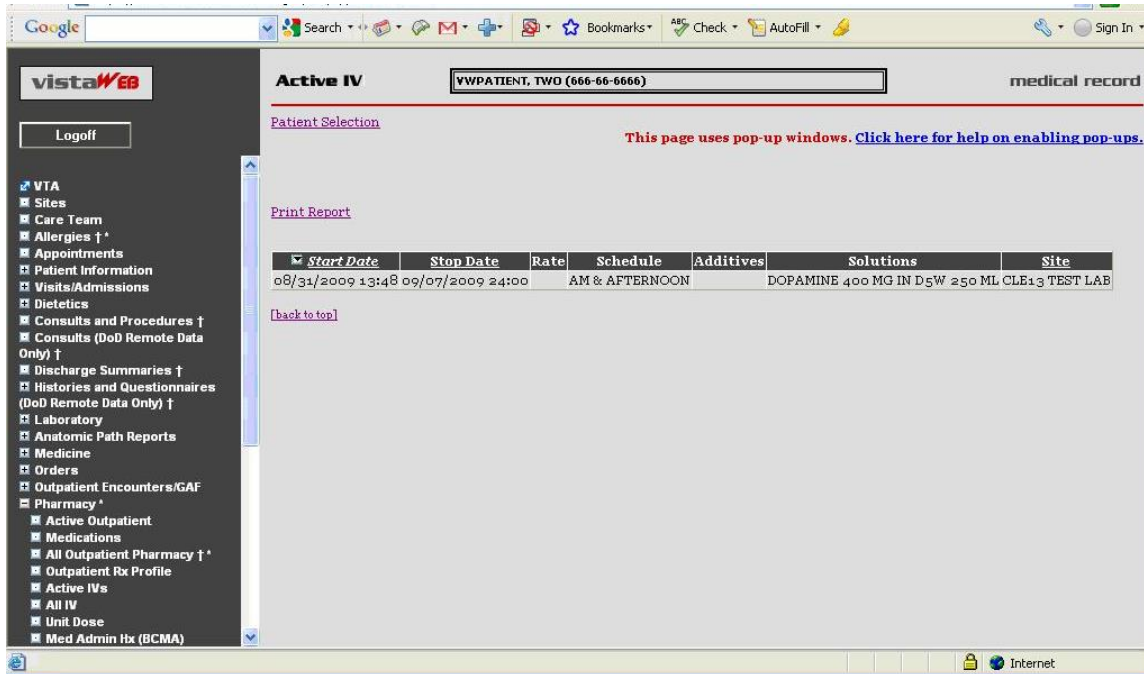 Google Search Bookmarks ABC Check AutoFill Sign In
vistaWEB
Logoff
Active IV
VWPATIENT, TWO (666-66-6666)
medical record
Patient Selection
This page uses pop-up windows. Click here for help on enabling pop-ups.
Print Report
Start Date Stop Date Rate Schedule Additives Solutions Site
08/31/2009 13:48 09/07/2009 24:00 AM & AFTERNOON DOPAMINE 400 MG IN D5W 250 ML CLE13 TEST LAB
[back to top]
VTA
Sites
Care Team
Allergies † *
Appointments
Patient Information
Visits/Admissions
Dietetics
Consults and Procedures †
Consults (DoD Remote Data
Only) †
Discharge Summaries †
Histories and Questionnaires
(DoD Remote Data Only) †
Laboratory
Anatomic Path Reports
Medicine
Orders
Outpatient Encounters/GAF
Pharmacy *
Active Outpatient
Medications
All Outpatient Pharmacy † *
Outpatient Rx Profile
Active IVs
All IV
Unit Dose
Med Admin Hx (BCMA)
Internet